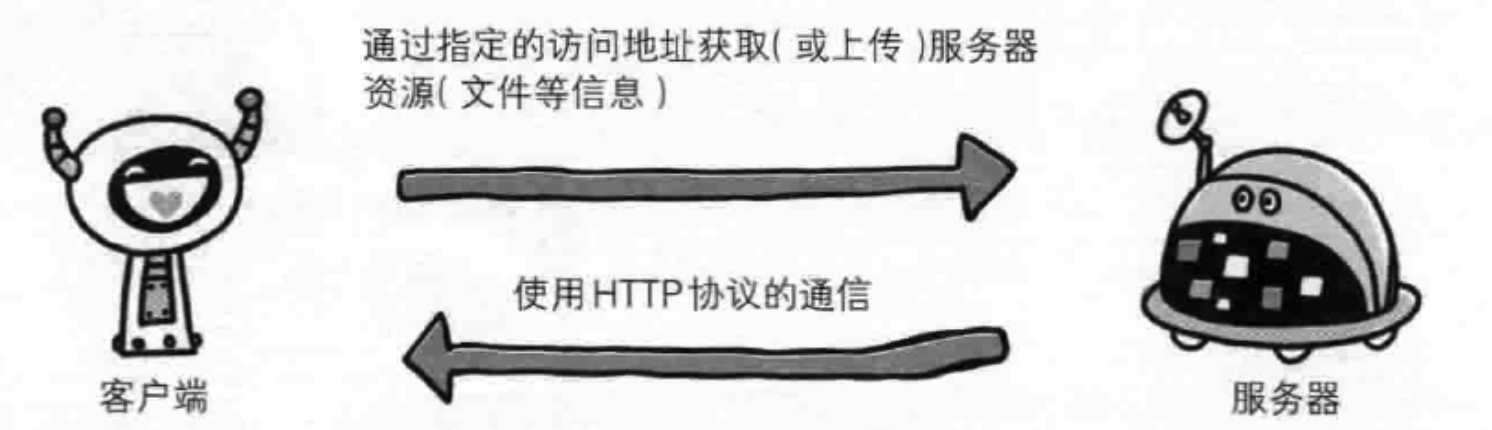 通过指定的访问地址获取( 或上传 )服务器
资源( 文件等信息 )
使用HTTP协议的通信
客户端
服务器